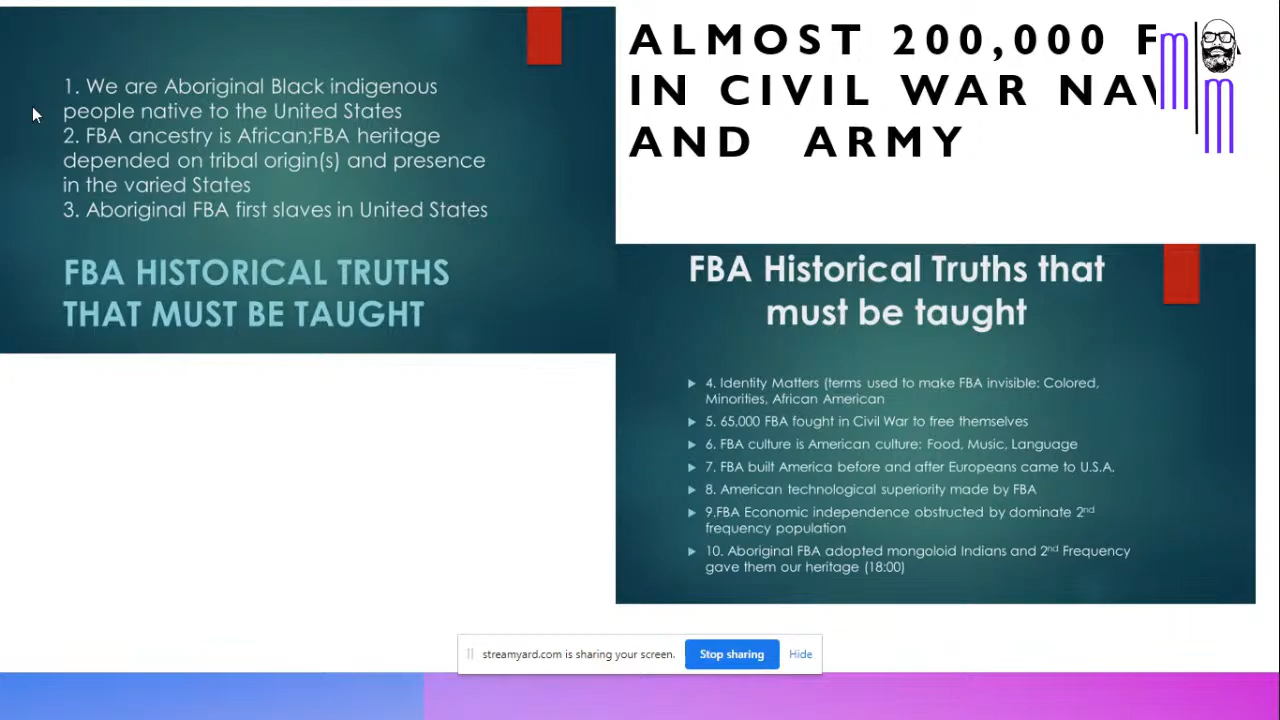 1. We are Aboriginal Black indigenous
people native to the United States
2. FBA ancestry is African;FBA heritage
depended on tribal origin(s) and presence
in the varied States
3. Aboriginal FBA first slaves in United States
FBA HISTORICAL TRUTHS
THAT MUST BE TAUGHT
ALMOST 200,000
IN CIVIL WAR
AND ARMY
FBA Historical Truths that
must be taught
4. Identity Matters (terms used to make FBA invisible: Colored,
Minorities, African American
5. 65,000 FBA fought in Civil War to free themselves
6. FBA culture is American culture: Food, Music, Language
7. FBA built America before and after Europeans came to U.S.A.
8. American technological superiority made by FBA
9.FBA Economic independence obstructed by dominate 2nd
frequency population
10. Aboriginal FBA adopted mongoloid Indians and 2nd Frequency
gave them our heritage (18:00)
streamyard.com is sharing your screen.
Stop sharing
Hide